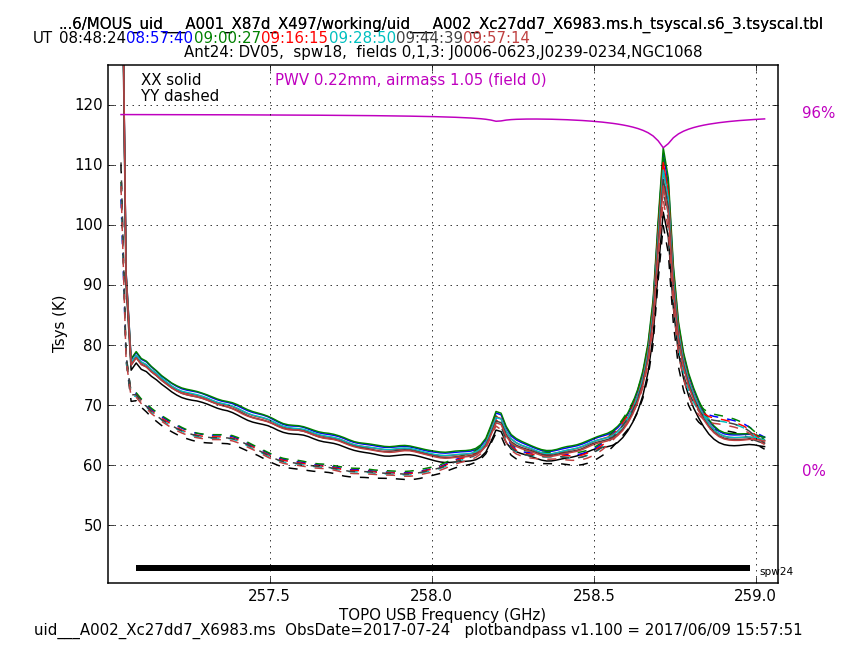 ...6/MOUS_uid___A001_X87d_X497/working/uid___A002_Xc27dd7_X6983.ms.h_tsyscal.s6_3.tsyscal.tbl
UT 08:48:24 08:57:40 09:00:27 09:16:15 09:28:50 09:44:39 09:57:14
Ant24: DV05,  spw18,  fields 0,1,3: J0006-0623,J0239-0234,NGC1068
XX solid
YY dashed
PWV 0.22mm, airmass 1.05 (field 0)
96%
0%
120
110
100
90
80
70
60
50
Tsys (K)
spw24
257.5 258.0 258.5 259.0
TOPO USB Frequency (GHz)
uid___A002_Xc27dd7_X6983.ms  ObsDate=2017-07-24   plotbandpass v1.100 = 2017/06/09 15:57:51